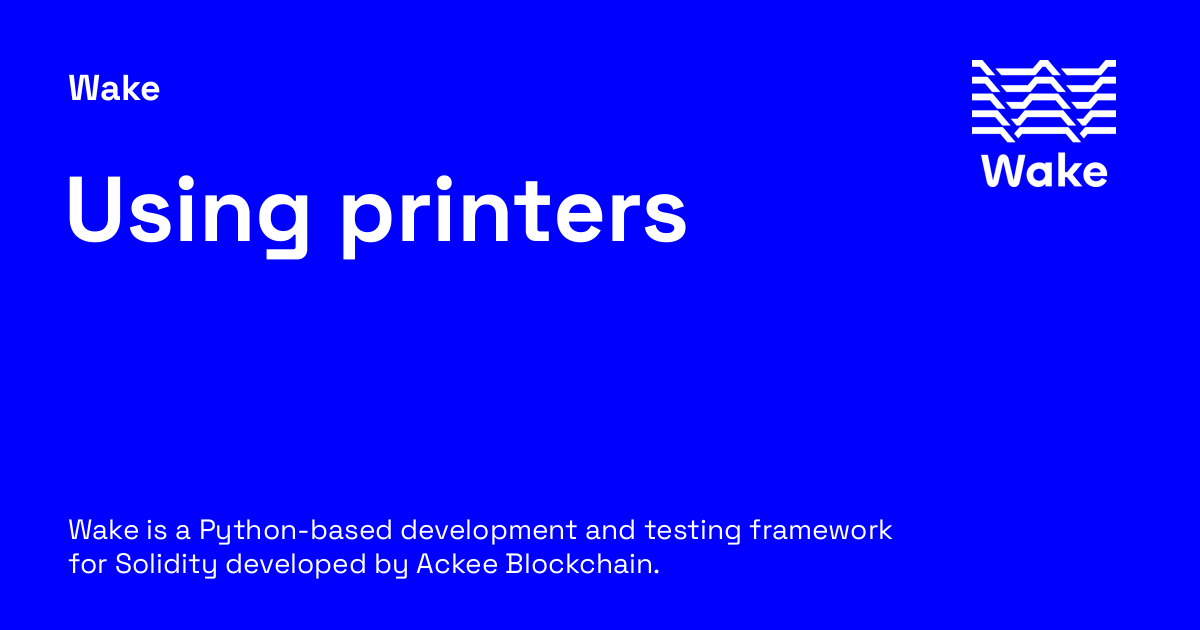 Wake
Wake
Using printers
Wake is a Python-based development and testing framework
for Solidity developed by Ackee Blockchain.